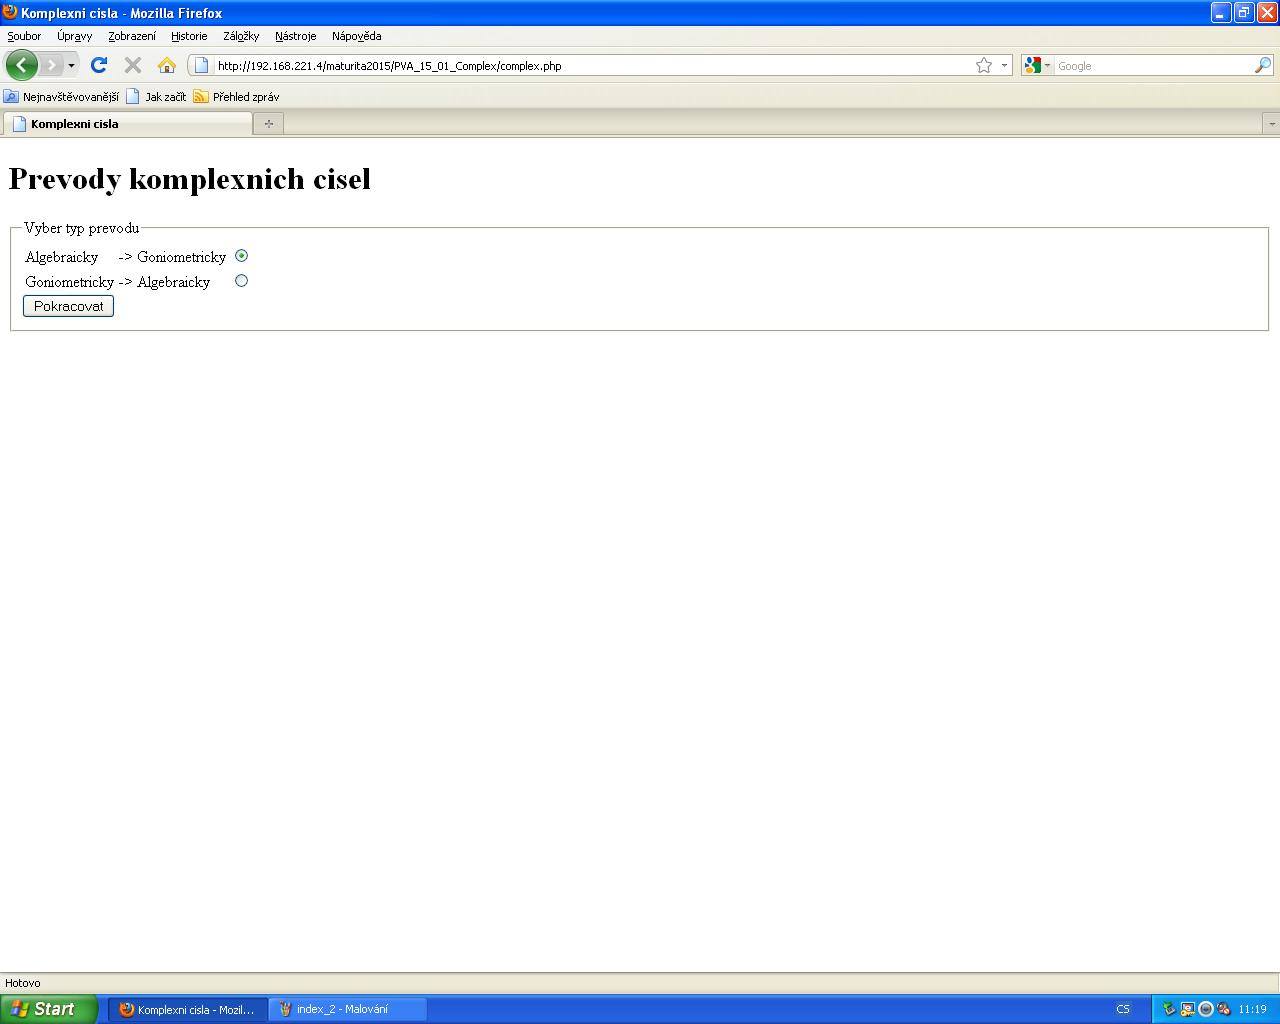 Komplexni cisla - Mozilla Firefox
Soubor Úpravy Zobrazení Historie Záložky Nástroje Nápověda
http://192.168.221.4/maturita2015/PVA_15_01_Complex/complex.php Google
Nejnavštěvovanější Jak začít Přehled zpráv
Komplexni cisla
Prevody komplexnich cisel
Vyber typ prevodu
Algebraicky -> Goniometricky
Goniometricky -> Algebraicky
Pokracovat
Hotovo
Start Komplexni cisla - Mozil... index_2 - Malování CS 11:19